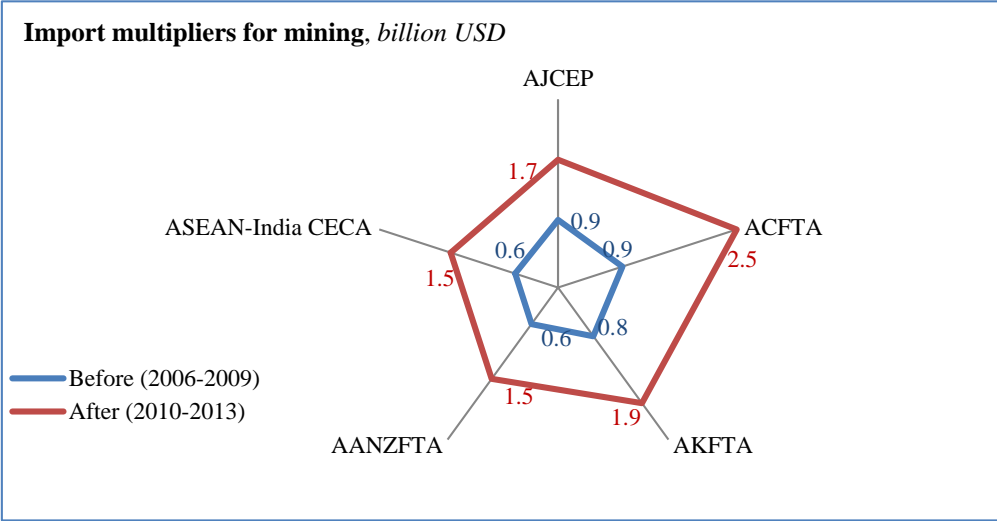 Import multipliers for mining, billion USD
AJCEP
1.7
0.9
ASEAN-India CECA
0.6
0.9
ACFTA
1.5
2.5
0.6
0.8
Before (2006-2009)
1.5
1.9
After (2010-2013)
AANZFTA
AKFTA